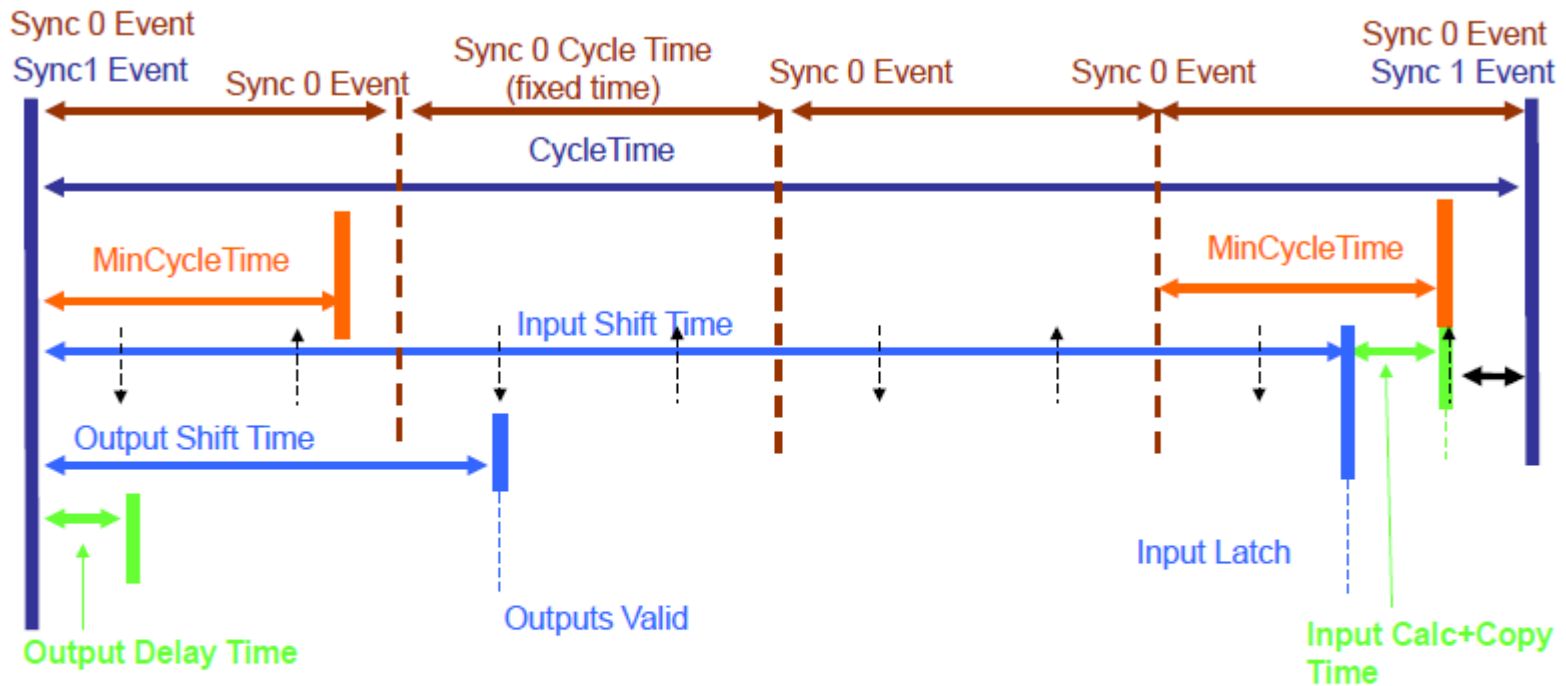 Sync 0 Event
Sync1 Event
Sync 0 Event
Sync 0 Cycle Time
(fixed time)
Sync 0 Event
Sync 0 Event
Sync 0 Event
Sync 1 Event
CycleTime
MinCycleTime
MinCycleTime
Input Shift Time
Output Shift Time
Input Latch
Outputs Valid
Output Delay Time
Input Calc+Copy
Time